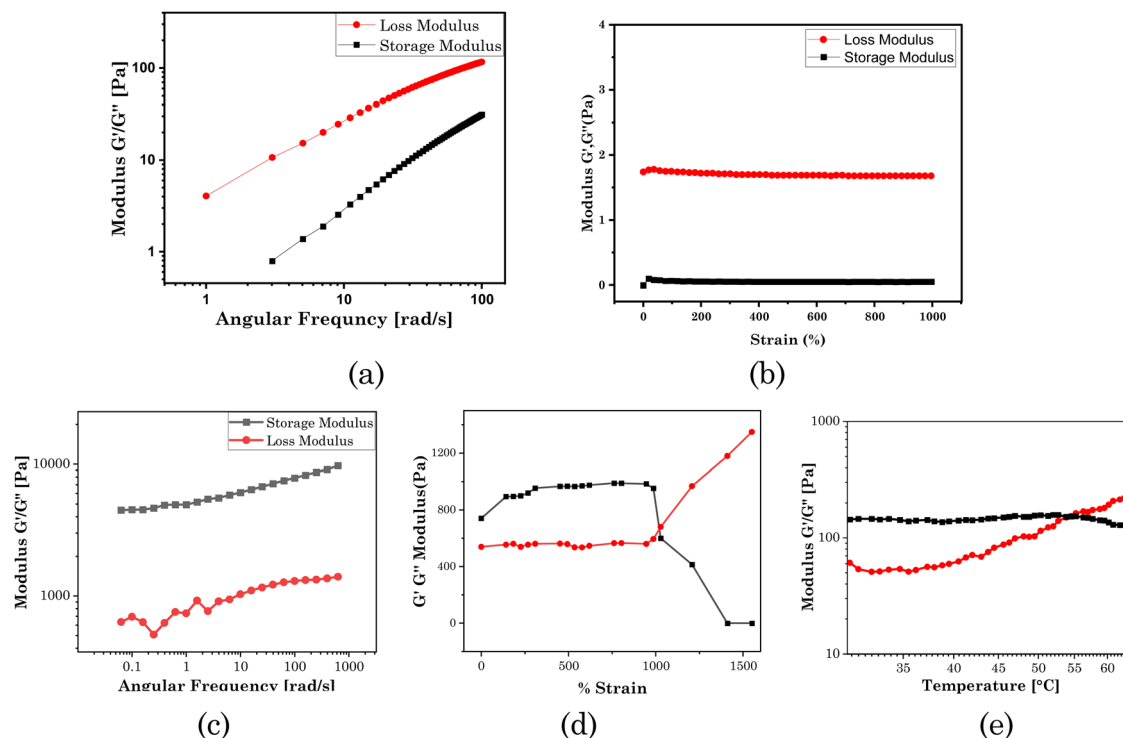 Loss Modulus
Storage Modulus
Modulus G'/G" [Pa]
100
10
1
1
10
100
Angular Frequncy [rad/s]
(a)
Loss Modulus
Storage Modulus
Modulus G',G"(Pa)
4
3
2
1
0
0
200
400
600
800
1000
Strain (%)
(b)
Storage Modulus
Loss Modulus
Modulus G'/G" [Pa]
10000
1000
0.1
1
10
100
1000
Angular Frequency [rad/s]
(c)
G' G" Modulus(Pa)
1200
800
400
0
0
500
1000
1500
% Strain
(d)
Modulus G'/G" [Pa]
1000
100
10
35
40
45
50
55
60
Temperature [°C]
(e)